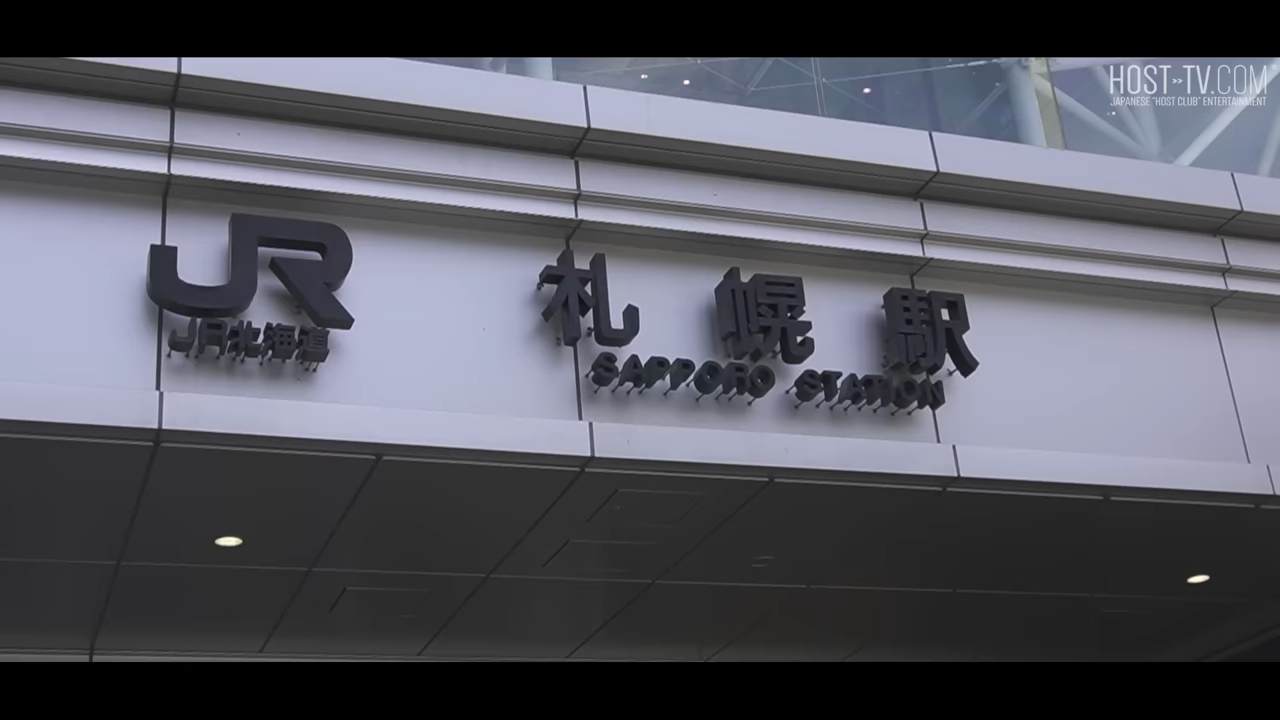 HOST»TV.COM
JAPANESE "HOST CLUB" ENTERTAINMENT
JR
JR北海道
札幌駅
SAPPORO STATION